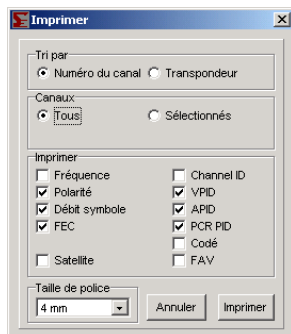 Imprimer
Tri par
Numéro du canal Transpondeur
Canaux
Tous Sélectionnés
Imprimer
Fréquence Channel ID
Polarité VPID
Débit symbole APID
FEC PCR PID
Codé
Satellite FAV
Taille de police
4 mm Annuler Imprimer